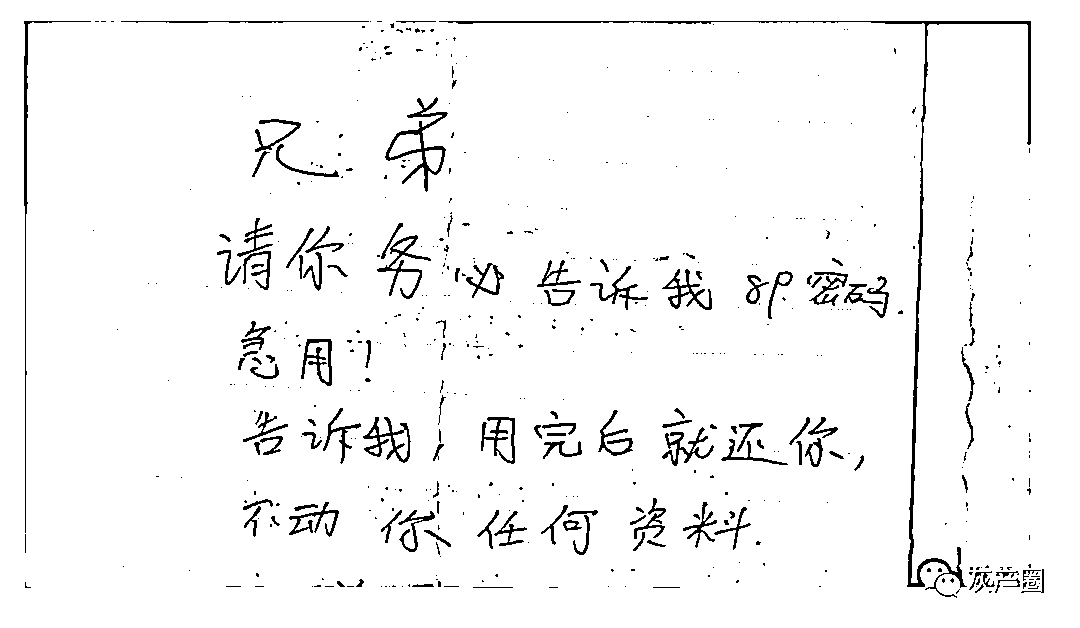 兄弟
请你务必告诉我 8P. 密码.
急用!
告诉我, 用完后就还你,
不动你任何资料.
灰产圈